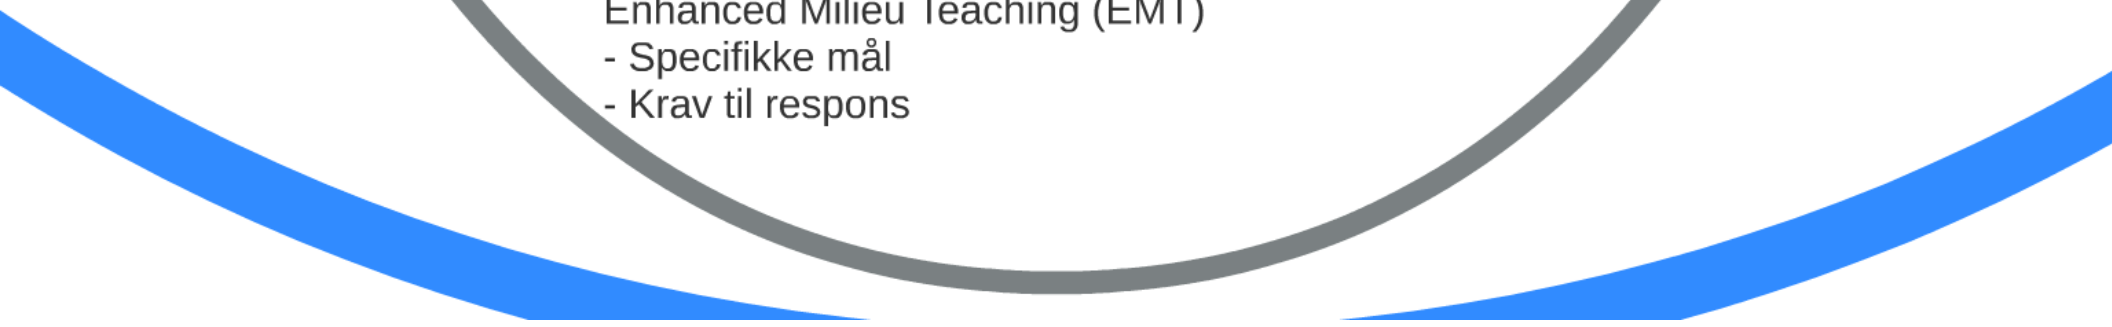 Enhanced Milieu Teaching (EMT)
- Specifikke mål
- Krav til respons